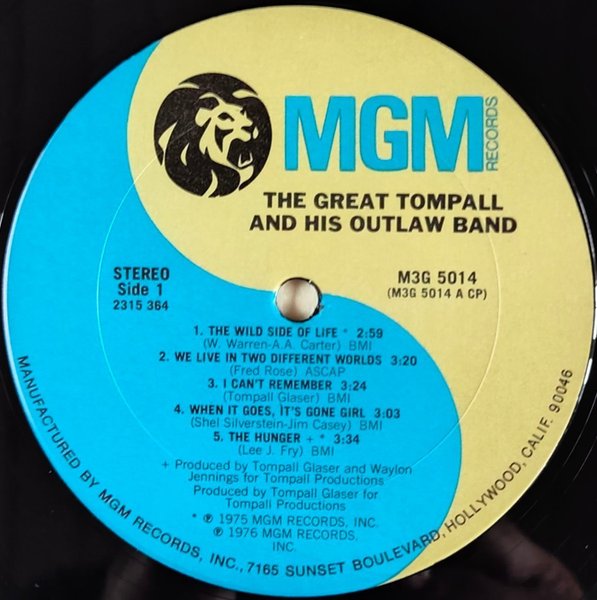 MGM
RECORDS
THE GREAT TOMPALL
AND HIS OUTLAW BAND
STEREO
Side 1
2315 364
M3G 5014
(M3G 5014 A CP)
1. THE WILD SIDE OF LIFE * 2:59
(W. Warren-A.A. Carter) BMI
2. WE LIVE IN TWO DIFFERENT WORLDS 3:20
(Fred Rose) ASCAP
3. I CAN'T REMEMBER 3:24
(Tompall Glaser) BMI
4. WHEN IT GOES, IT'S GONE GIRL 3:03
(Shel Silverstein-Jim Casey) BMI
5. THE HUNGER + * 3:34
(Lee J. Fry) BMI
+ Produced by Tompall Glaser and Waylon
Jennings for Tompall Productions
Produced by Tompall Glaser for
Tompall Productions
* ℗ 1975 MGM RECORDS, INC.
℗ 1976 MGM RECORDS,
INC.
MANUFACTURED BY MGM RECORDS, INC., 7165 SUNSET BOULEVARD, HOLLYWOOD, CALIF. 90046